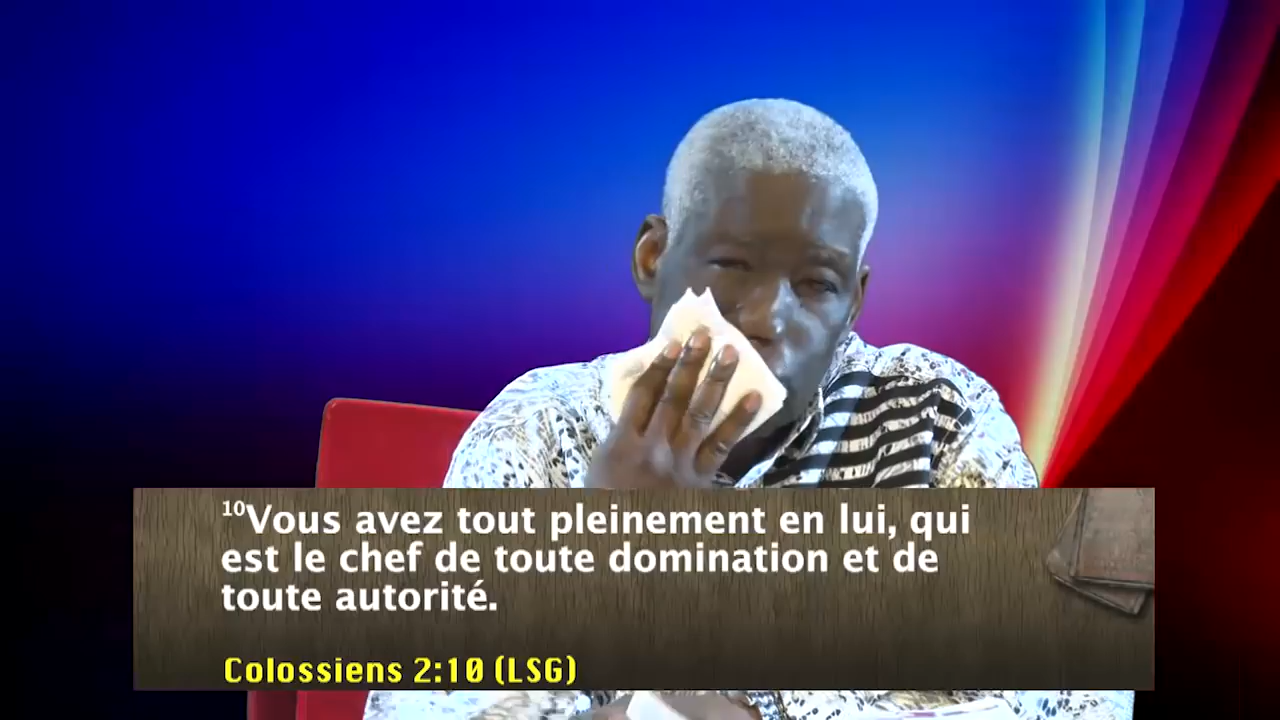 ¹⁰Vous avez tout pleinement en lui, qui
est le chef de toute domination et de
toute autorité.
Colossiens 2:10 (LSG)